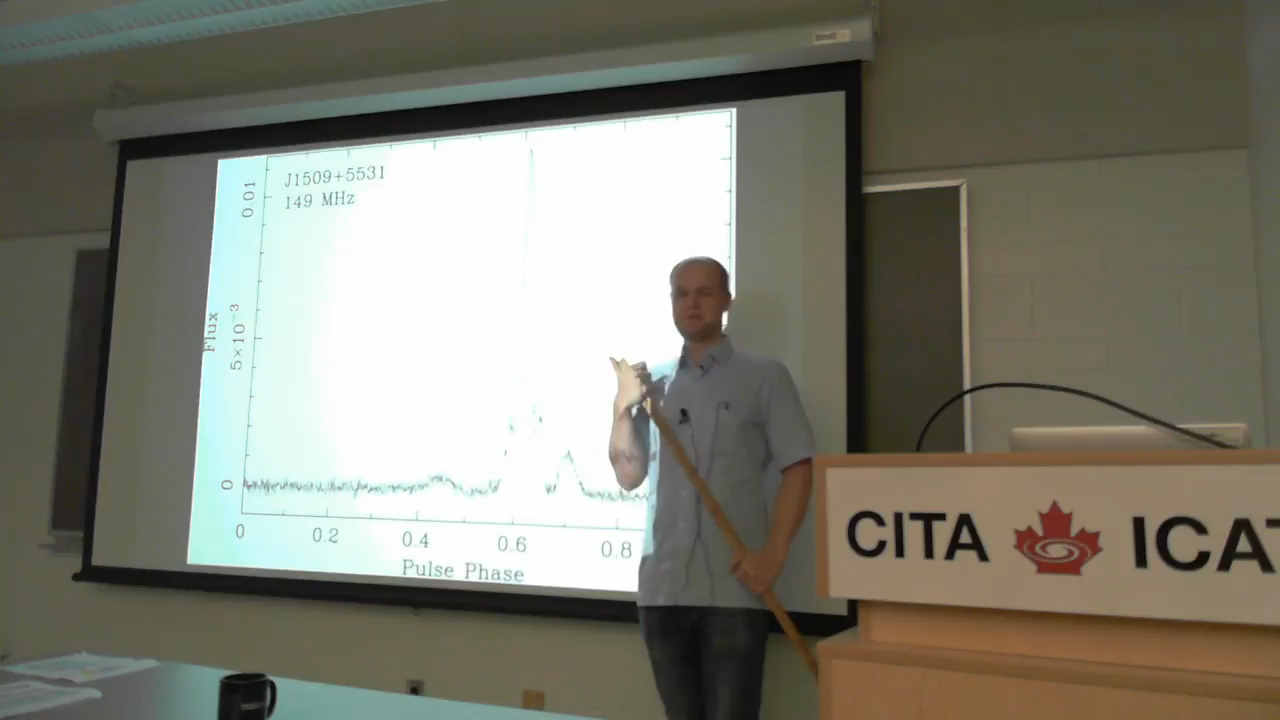 J1509+5531
149 MHz
0.01
5×10⁻³
0
Flux
0
0.2
0.4
0.6
0.8
Pulse Phase
CITA ICAT